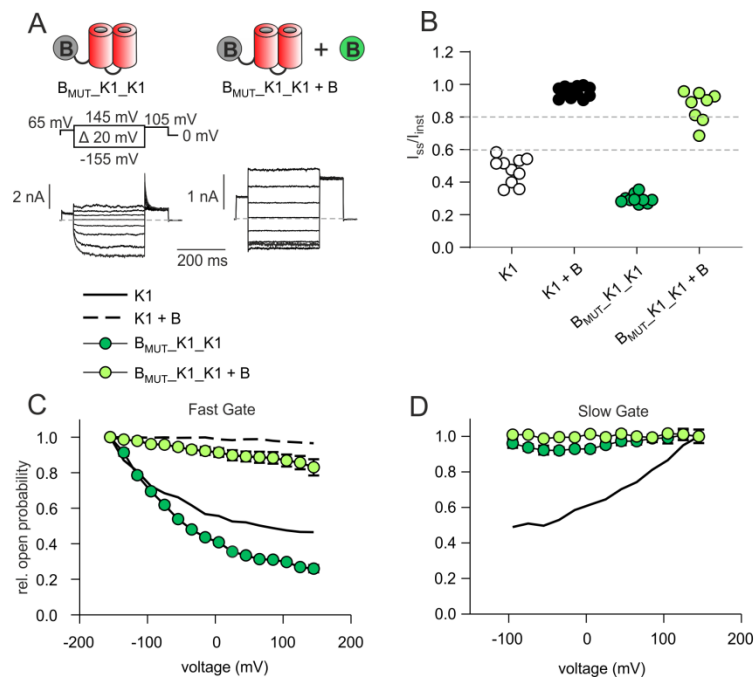 A
B
B + B
B_MUT_K1_K1
B_MUT_K1_K1 + B
65 mV
145 mV
105 mV
Δ 20 mV
0 mV
-155 mV
2 nA
1 nA
200 ms
K1
K1 + B
B_MUT_K1_K1
B_MUT_K1_K1 + B
B
I_ss/I_inst
1.2
1.0
0.8
0.6
0.4
0.2
0.0
K1
K1 + B
B_MUT_K1_K1
B_MUT_K1_K1 + B
C
Fast Gate
rel. open probability
1.0
0.8
0.6
0.4
0.2
0.0
-200 -100 0 100 200
voltage (mV)
D
Slow Gate
1.0
0.8
0.6
0.4
0.2
0.0
-100 0 100 200
voltage (mV)